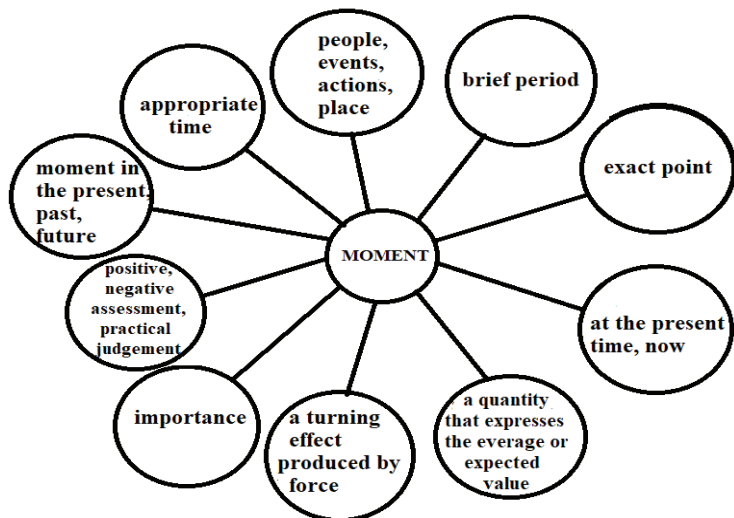 people,
events,
actions,
place
brief period
exact point
at the present
time, now
a quantity
that expresses
the everage or
expected
value
a turning
effect
produced by
force
importance
positive,
negative
assessment,
practical
judgement
moment in
the present,
past,
future
appropriate
time
MOMENT